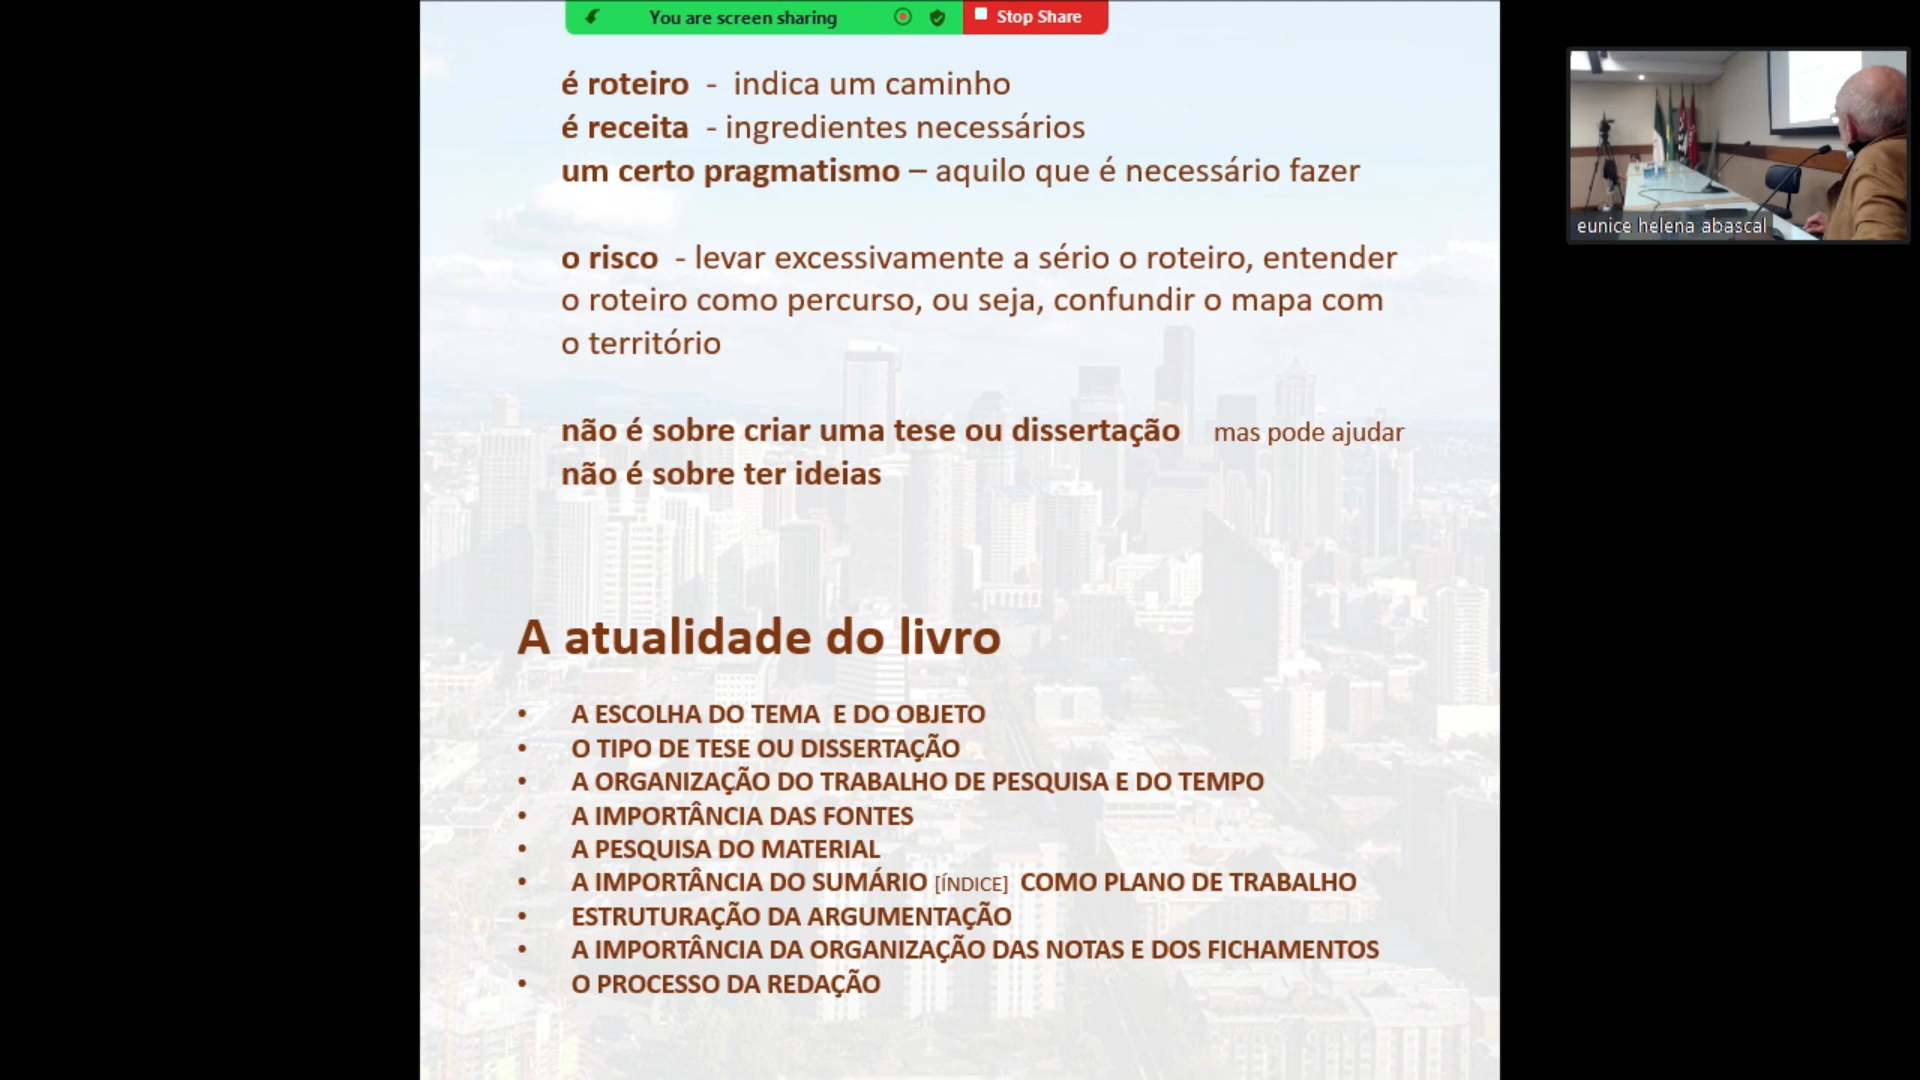 You are screen sharing
Stop Share
é roteiro - indica um caminho
é receita - ingredientes necessários
um certo pragmatismo – aquilo que é necessário fazer
o risco - levar excessivamente a sério o roteiro, entender
o roteiro como percurso, ou seja, confundir o mapa com
o território
não é sobre criar uma tese ou dissertação mas pode ajudar
não é sobre ter ideias
A atualidade do livro
• A ESCOLHA DO TEMA E DO OBJETO
• O TIPO DE TESE OU DISSERTAÇÃO
• A ORGANIZAÇÃO DO TRABALHO DE PESQUISA E DO TEMPO
• A IMPORTÂNCIA DAS FONTES
• A PESQUISA DO MATERIAL
• A IMPORTÂNCIA DO SUMÁRIO [ÍNDICE] COMO PLANO DE TRABALHO
• ESTRUTURAÇÃO DA ARGUMENTAÇÃO
• A IMPORTÂNCIA DA ORGANIZAÇÃO DAS NOTAS E DOS FICHAMENTOS
• O PROCESSO DA REDAÇÃO
eunice helena abascal